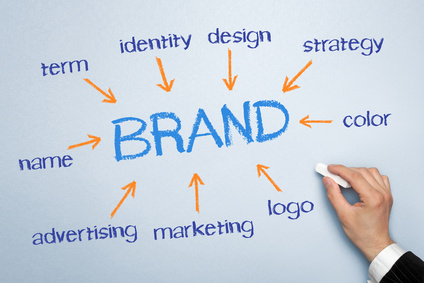 design
identity
strategy
term
BRAND
color
name
logo
advertising
marketing